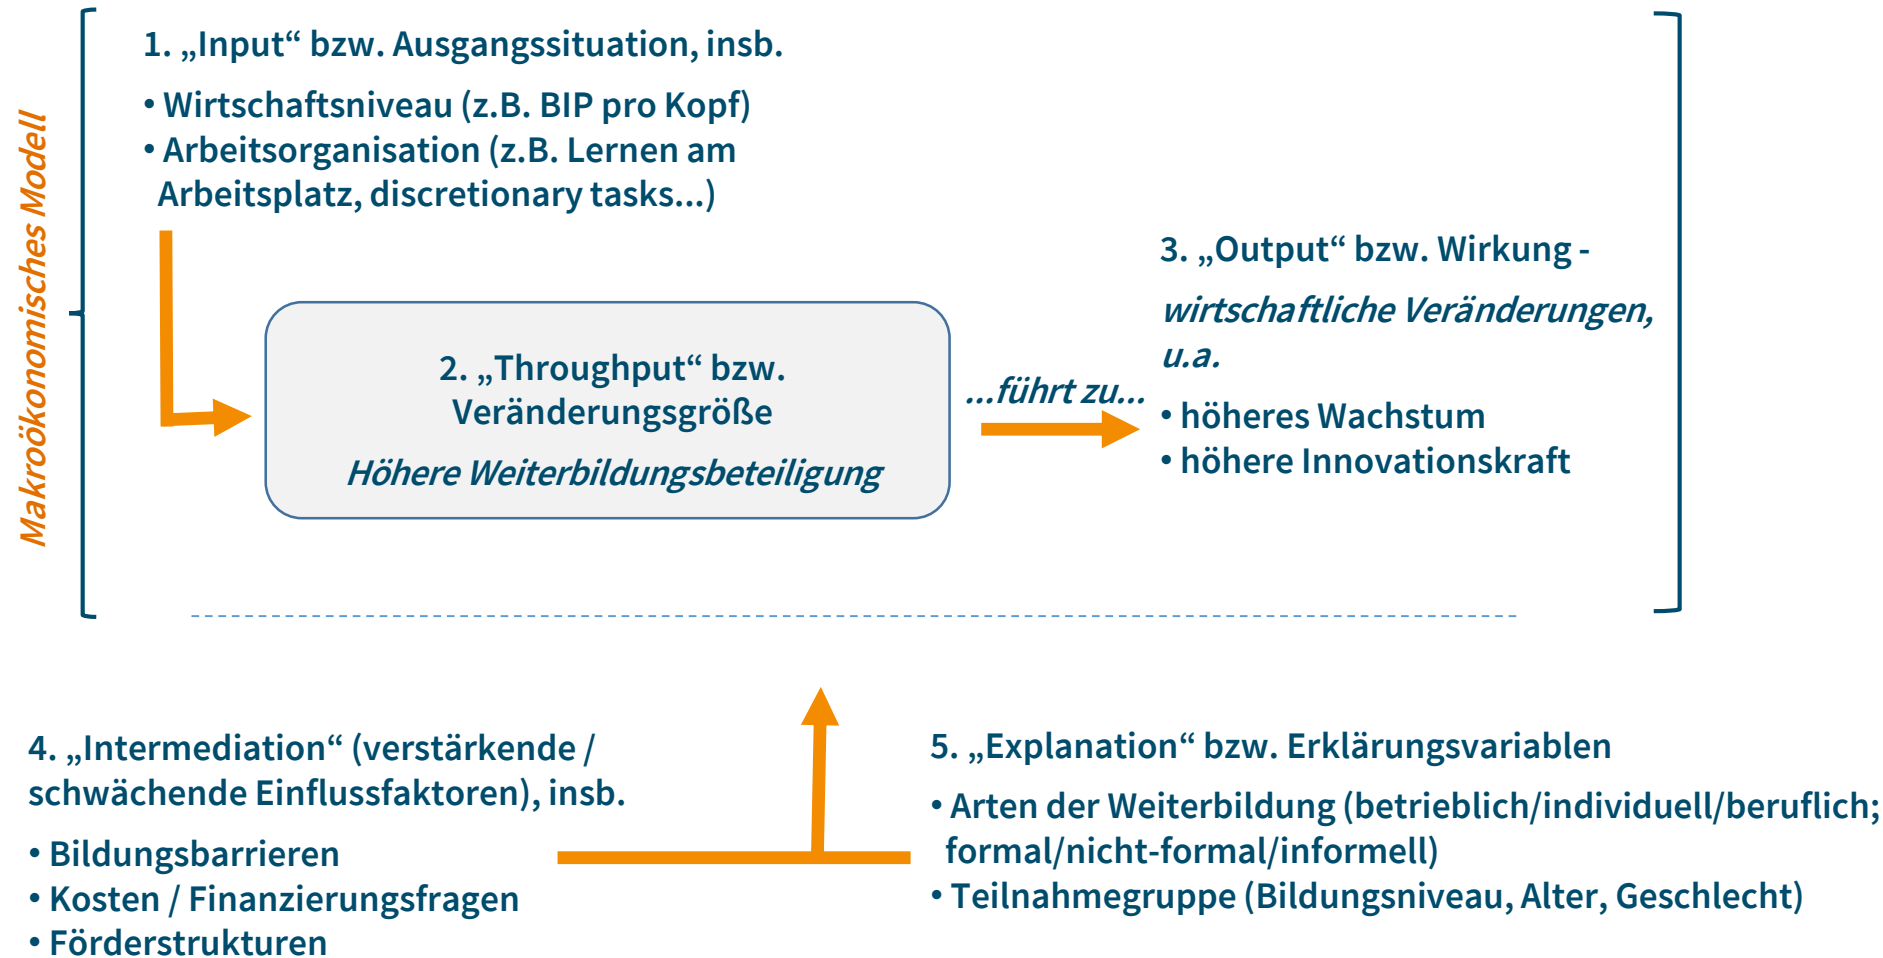 Makroökonomisches Modell
1. „Input“ bzw. Ausgangssituation, insb.
• Wirtschaftsniveau (z.B. BIP pro Kopf)
• Arbeitsorganisation (z.B. Lernen am
Arbeitsplatz, discretionary tasks...)
2. „Throughput“ bzw.
Veränderungsgröße
Höhere Weiterbildungsbeteiligung
...führt zu...
3. „Output“ bzw. Wirkung -
wirtschaftliche Veränderungen,
u.a.
• höheres Wachstum
• höhere Innovationskraft
4. „Intermediation“ (verstärkende /
schwächende Einflussfaktoren), insb.
• Bildungsbarrieren
• Kosten / Finanzierungsfragen
• Förderstrukturen
5. „Explanation“ bzw. Erklärungsvariablen
• Arten der Weiterbildung (betrieblich/individuell/beruflich;
formal/nicht-formal/informell)
• Teilnahmegruppe (Bildungsniveau, Alter, Geschlecht)